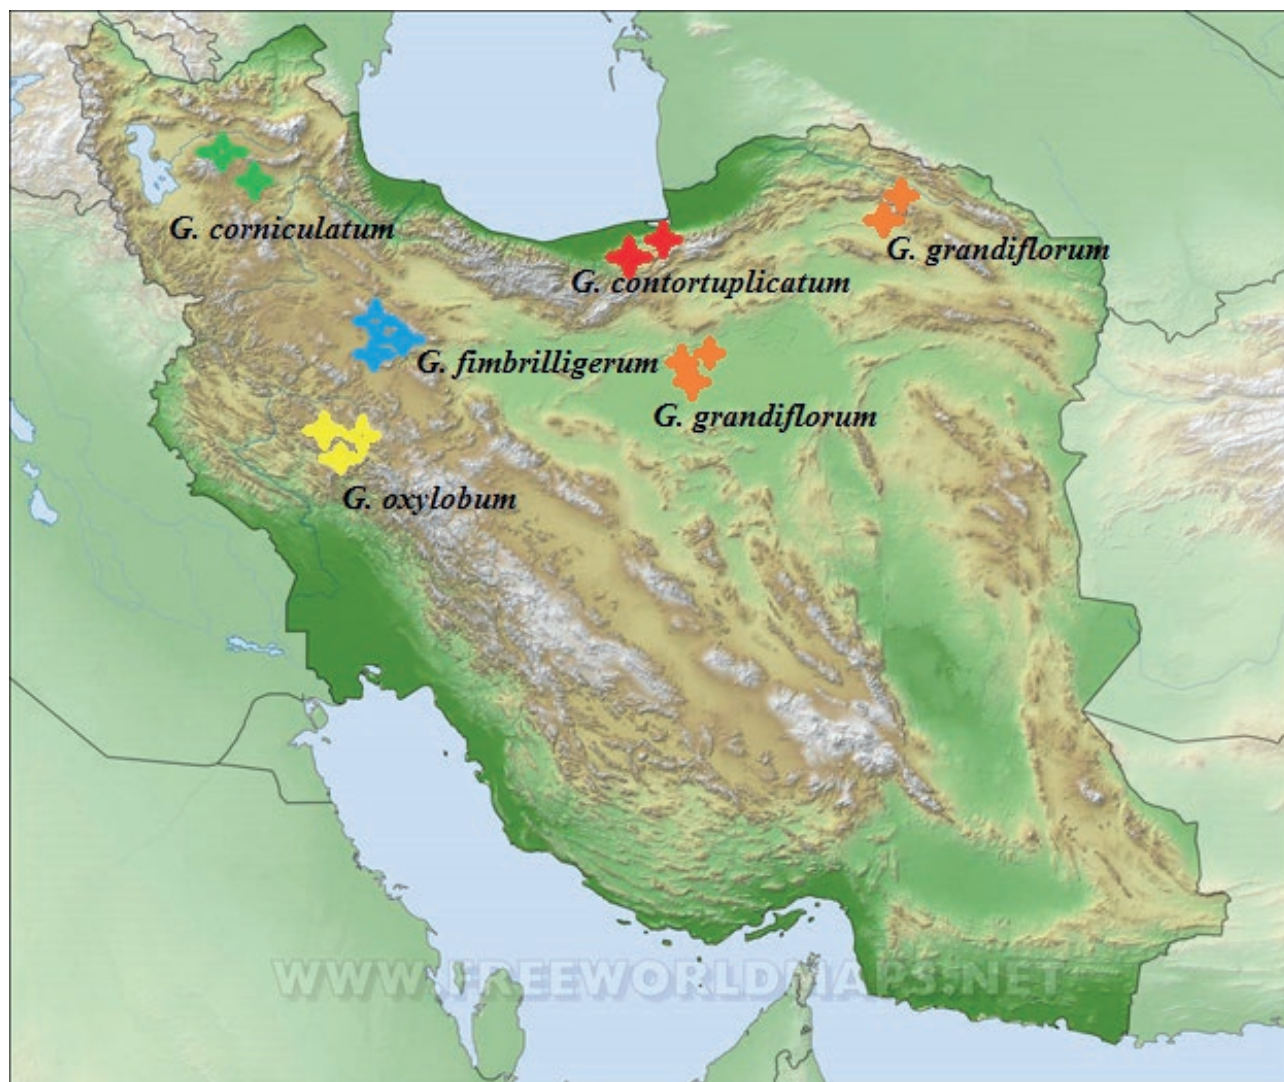 G. corniculatum
G. grandiflorum
G. contortuplicatum
G. fimbrilligerum
G. grandiflorum
G. oxylobum
WWW.FREEWORLDMAPS.NET